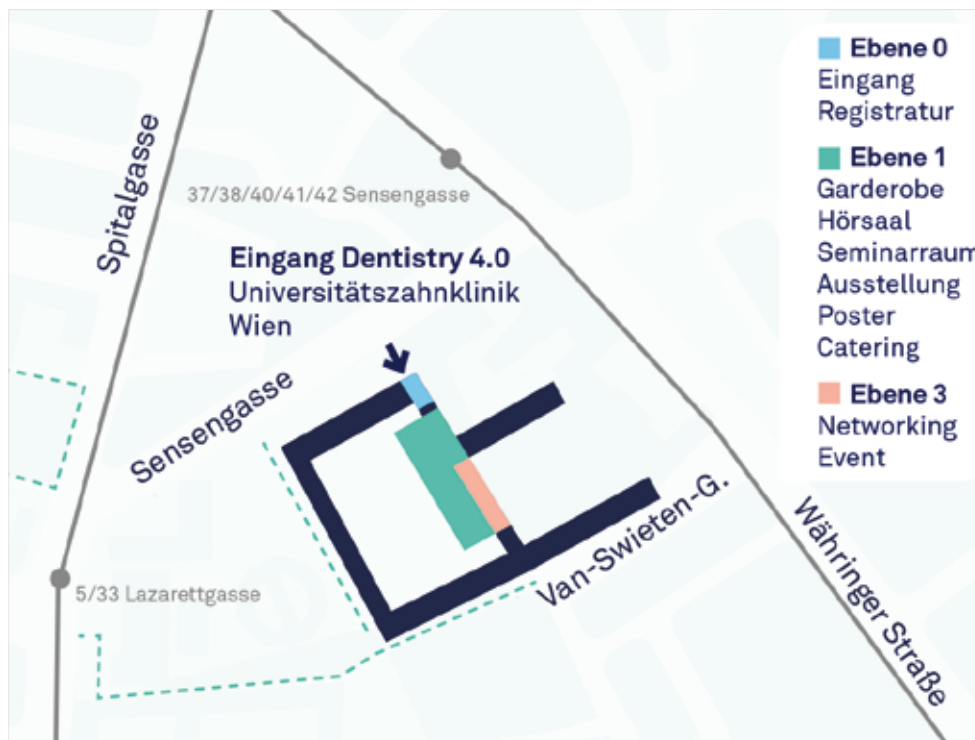 Spitalgasse
37/38/40/41/42 Sensengasse
Eingang Dentistry 4.0
Universitätszahnklinik
Wien
Sensengasse
5/33 Lazarettgasse
Van-Swieten-G.
Währinger Straße
Ebene 0
Eingang
Registratur
Ebene 1
Garderobe
Hörsaal
Seminarraum
Ausstellung
Poster
Catering
Ebene 3
Networking
Event